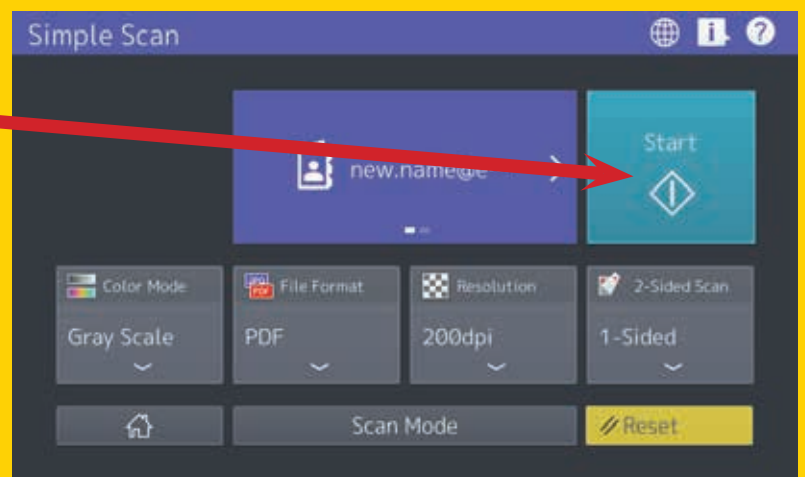 Simple Scan
Start
new.name@e
Color Mode
File Format
Resolution
2-Sided Scan
Gray Scale
PDF
200dpi
1-Sided
Scan Mode
Reset